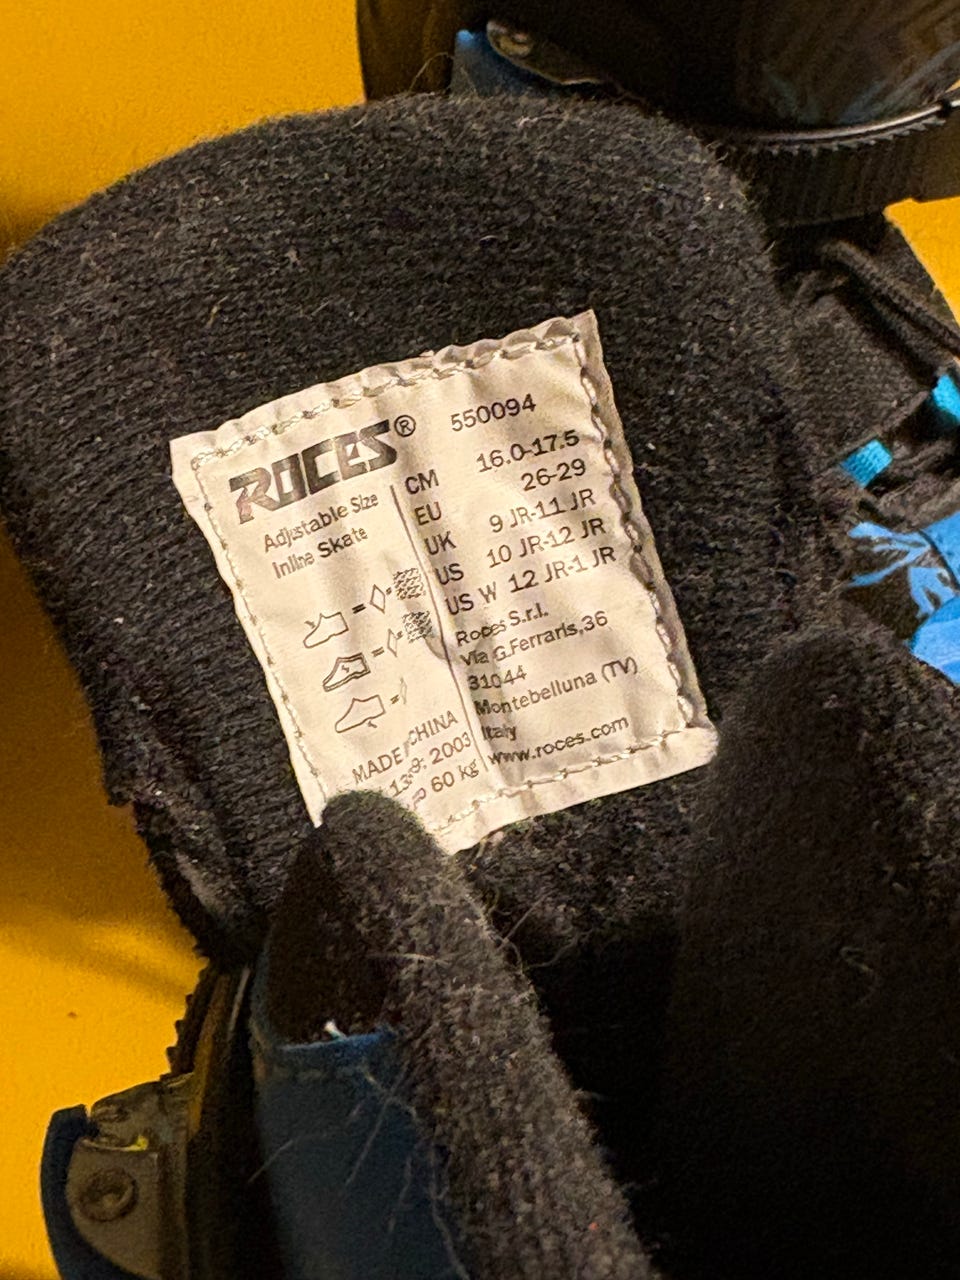 ROCES®
550094
Adjustable Size
Inline Skate
CM 16.0-17.5
EU 26-29
UK 9 JR-11 JR
US 10 JR-12 JR
US W 12 JR-1 JR
Roces S.r.l.
Via G.Ferraris,36
31044
Montebelluna (TV)
Italy
www.roces.com
MADE CHINA
2003
60 kg